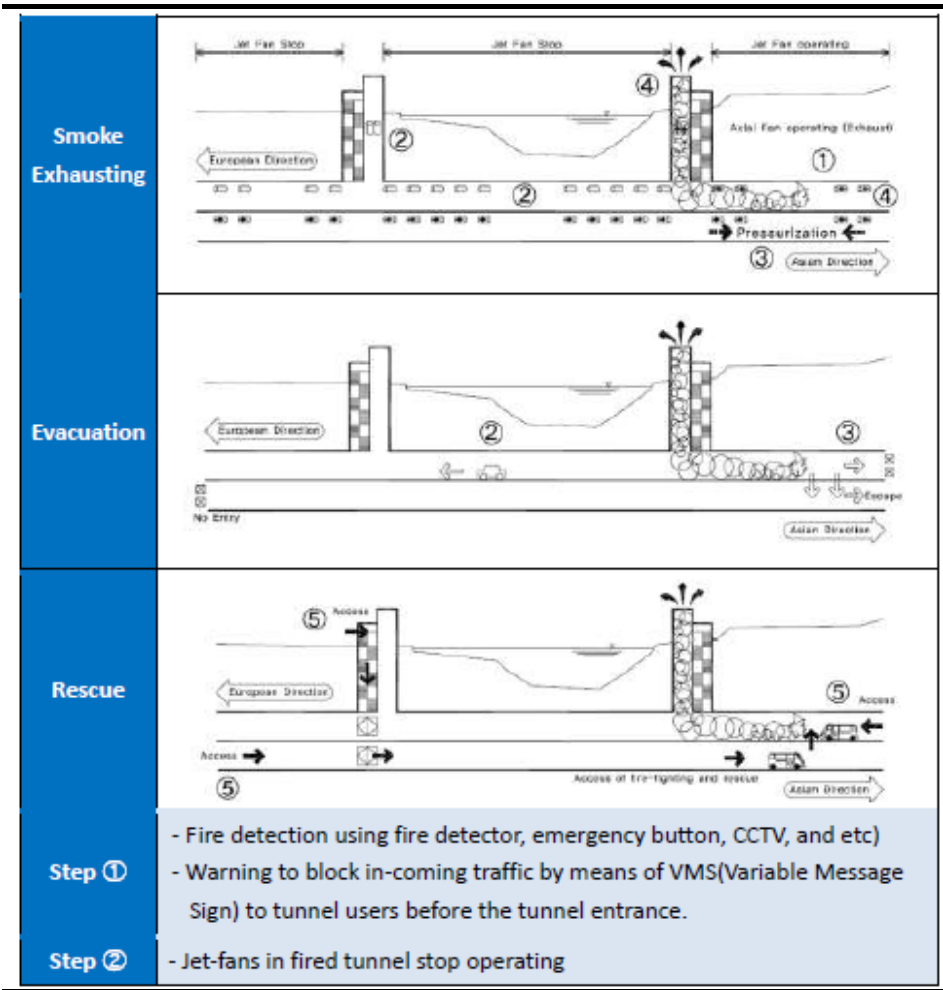 Smoke
Exhausting
Jet Fan Stop
Jet Fan Stop
Jet Fan operating
④
②
Axial Fan operating (Exhaust)
①
European Direction
②
④
Pressurization
③
Asian Direction
Evacuation
European Direction
②
③
Escape
No Entry
Asian Direction
Rescue
⑤ Access
European Direction
⑤ Access
Access
Access of fire-fighting and rescue
⑤
Asian Direction
Step ①
- Fire detection using fire detector, emergency button, CCTV, and etc)
- Warning to block in-coming traffic by means of VMS(Variable Message
Sign) to tunnel users before the tunnel entrance.
Step ②
- Jet-fans in fired tunnel stop operating